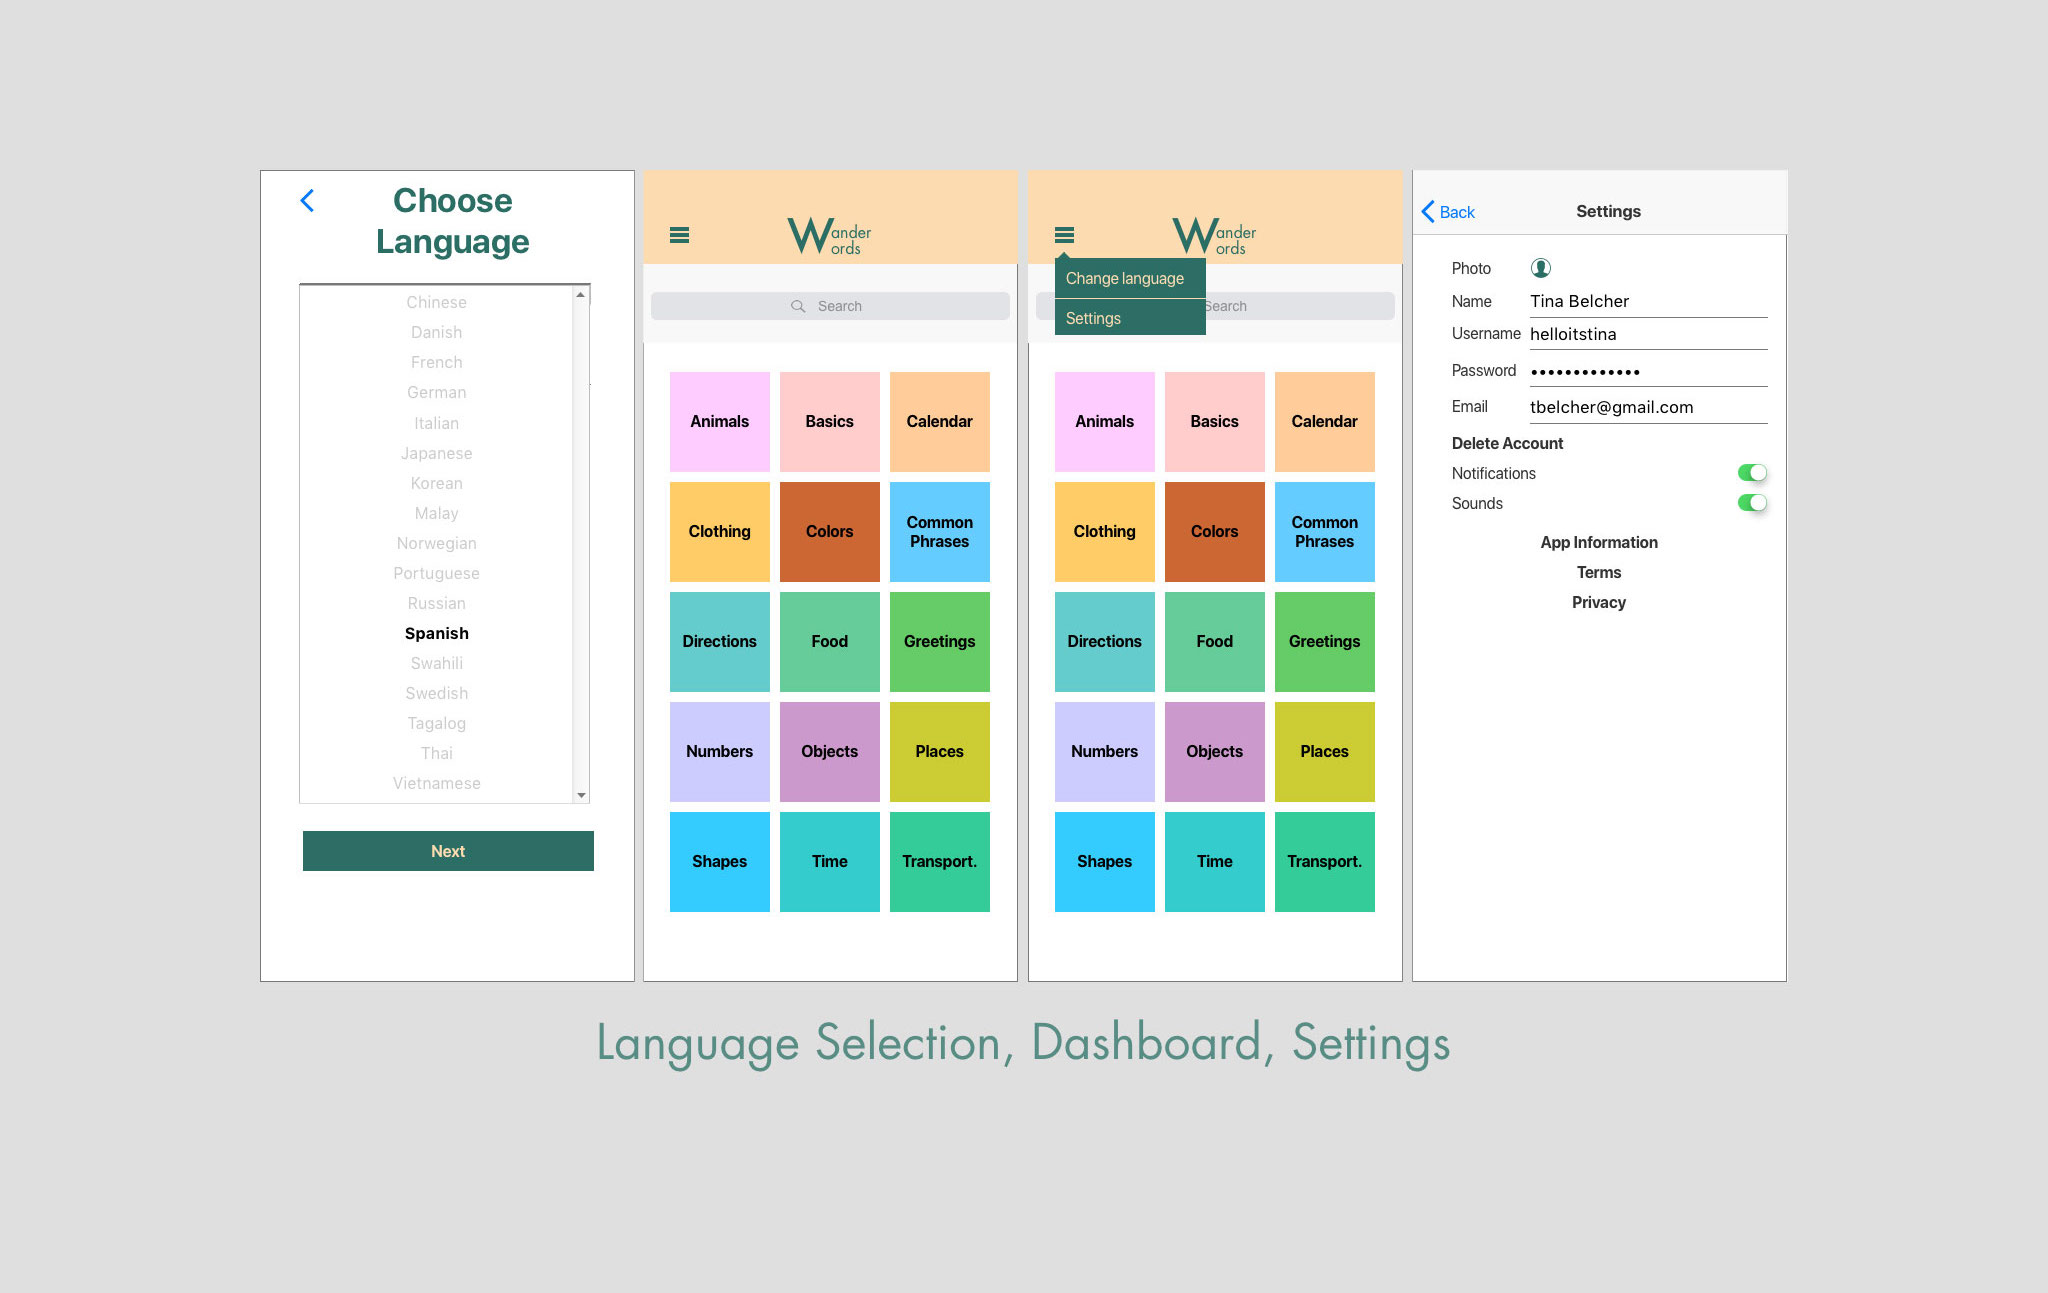 Choose
Language
Chinese
Danish
French
German
Italian
Japanese
Korean
Malay
Norwegian
Portuguese
Russian
Spanish
Swahili
Swedish
Tagalog
Thai
Vietnamese
Next
Wander
ords
Search
Animals
Basics
Calendar
Clothing
Colors
Common
Phrases
Directions
Food
Greetings
Numbers
Objects
Places
Shapes
Time
Transport.
Wander
ords
Change language
Settings
Search
Animals
Basics
Calendar
Clothing
Colors
Common
Phrases
Directions
Food
Greetings
Numbers
Objects
Places
Shapes
Time
Transport.
Back
Settings
Photo
Name Tina Belcher
Username helloitstina
Password •••••••••••••
Email tbelcher@gmail.com
Delete Account
Notifications
Sounds
App Information
Terms
Privacy
Language Selection, Dashboard, Settings